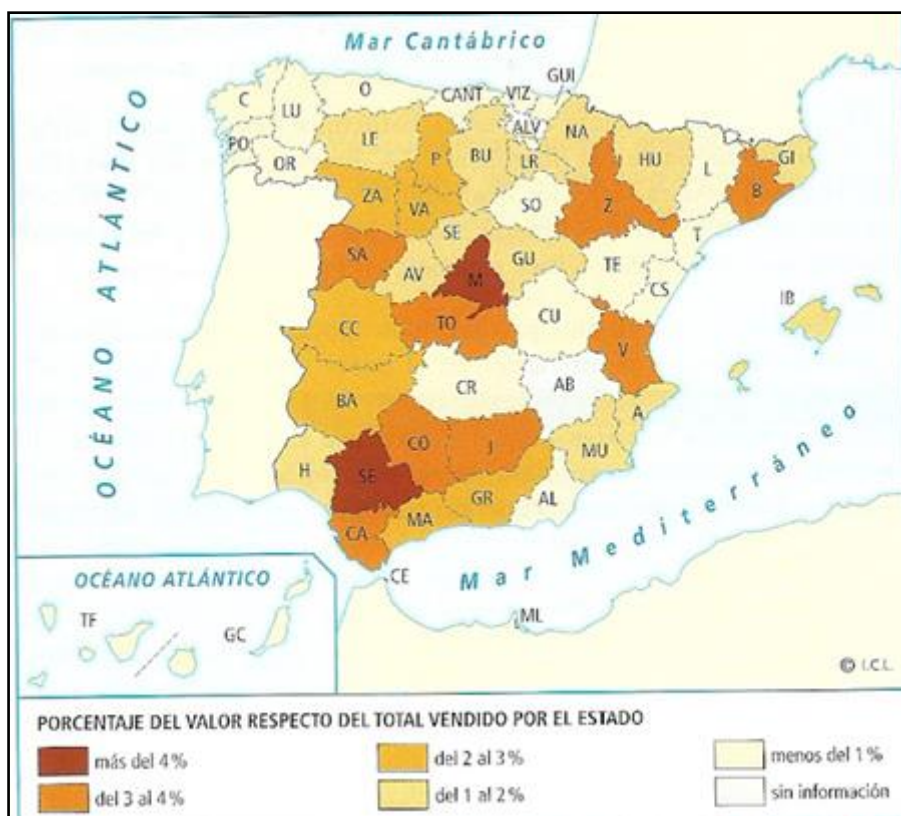 Mar Cantábrico
OCÉANO ATLÁNTICO
C
LU
O
CANT
VIZ
GUI
ALV
NA
PO
OR
LE
P
BU
LR
HU
L
GI
B
ZA
VA
SO
Z
T
SA
SE
AV
M
GU
TE
CS
IB
CC
TO
CU
V
BA
CR
AB
A
H
SE
CO
J
MU
CA
MA
GR
AL
Mar Mediterráneo
CE
ML
OCÉANO ATLÁNTICO
TF
GC
© I.C.L.
PORCENTAJE DEL VALOR RESPECTO DEL TOTAL VENDIDO POR EL ESTADO
más del 4%
del 3 al 4%
del 2 al 3%
del 1 al 2%
menos del 1%
sin información